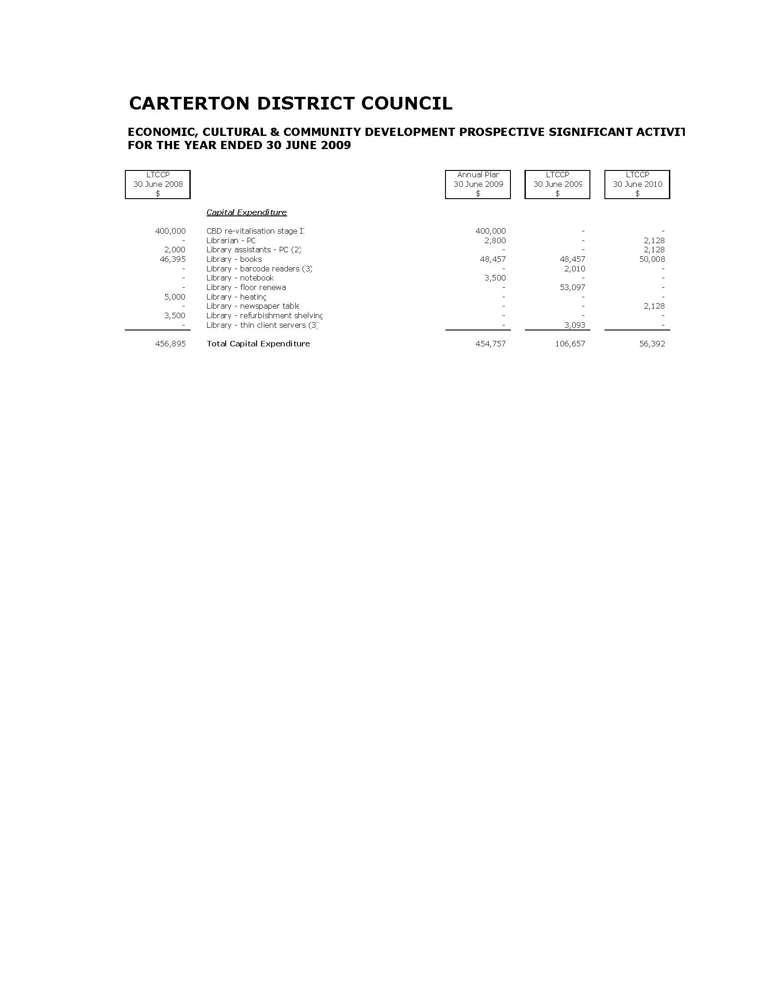 CARTERTON DISTRICT COUNCIL
ECONOMIC, CULTURAL & COMMUNITY DEVELOPMENT PROSPECTIVE SIGNIFICANT ACTIVIT
FOR THE YEAR ENDED 30 JUNE 2009
LTCCP Annual Plan LTCCP LTCCP
30 June 2008 30 June 2009 30 June 2009 30 June 2010
$ $ $ $
Capital Expenditure
400,000 CBD re-vitalisation stage II 400,000 - -
- Librarian - PC 2,800 - 2,128
2,000 Library assistants - PC (2) - - 2,128
46,395 Library - books 48,457 48,457 50,008
- Library - barcode readers (3) - 2,010 -
- Library - notebook 3,500 - -
- Library - floor renewa - 53,097 -
5,000 Library - heating - - -
- Library - newspaper table - - 2,128
3,500 Library - refurbishment shelving - - -
- Library - thin client servers (3) - 3,093 -
456,895 Total Capital Expenditure 454,757 106,657 56,392